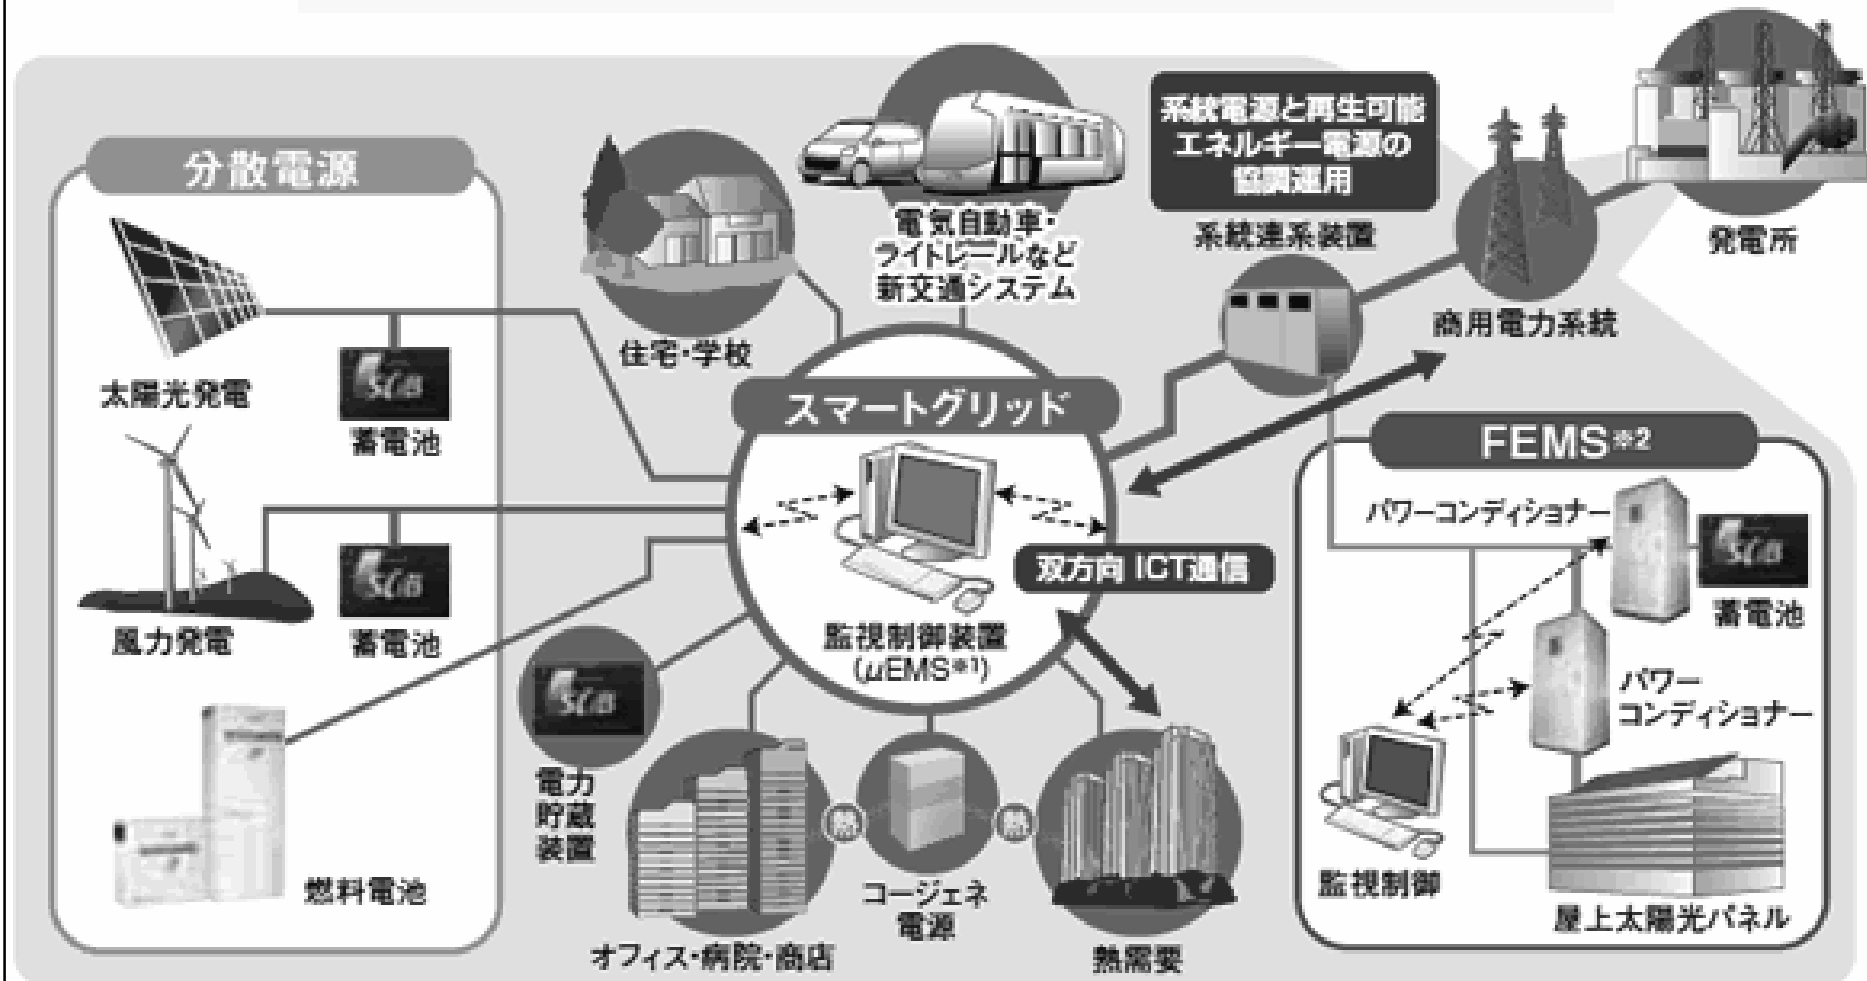 分散電源
太陽光発電
蓄電池
風力発電
蓄電池
燃料電池
住宅・学校
電気自動車・
ライトレールなど
新交通システム
系統電源と再生可能
エネルギー電源の
協調運用
系統連系装置
商用電力系統
発電所
スマートグリッド
双方向 ICT通信
監視制御装置
(μEMS※1)
電力
貯蔵
装置
オフィス・病院・商店
コージェネ
電源
熱需要
FEMS※2
パワーコンディショナー
蓄電池
パワー
コンディショナー
監視制御
屋上太陽光パネル
SCiB
SCiB
SCiB
SCiB
熱
熱